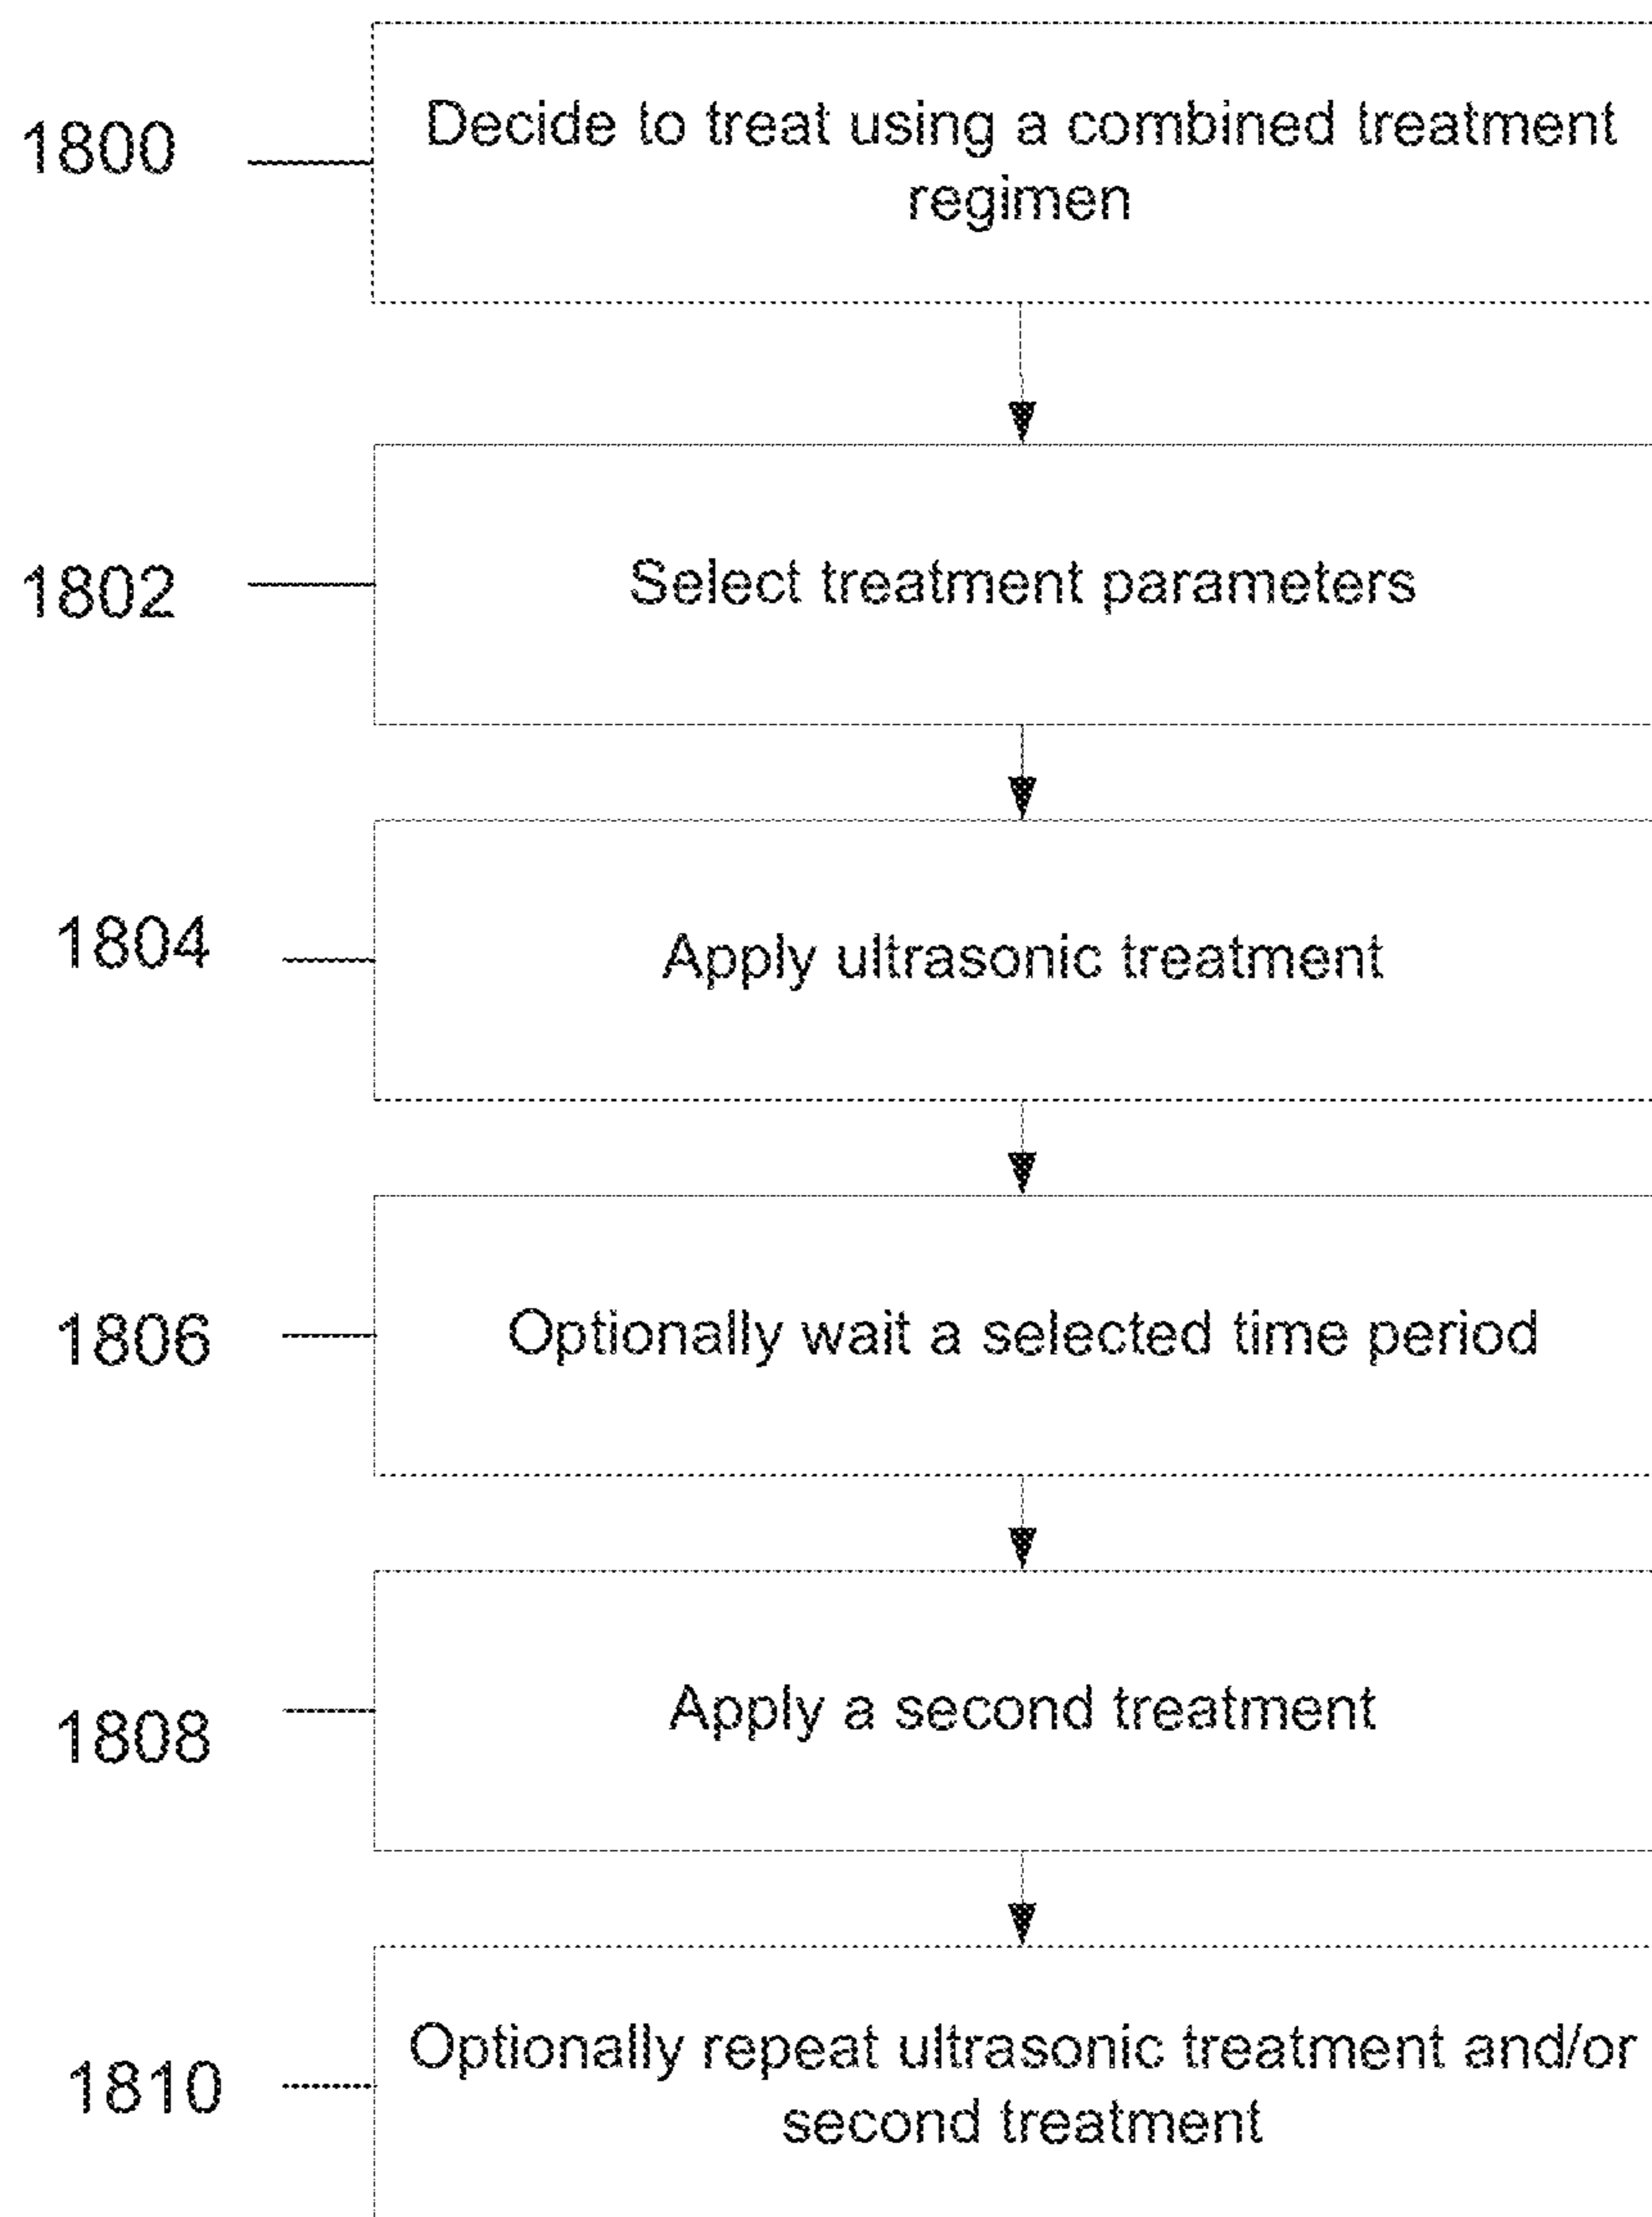 1800
Decide to treat using a combined treatment
regimen
1802
Select treatment parameters
1804
Apply ultrasonic treatment
1806
Optionally wait a selected time period
1808
Apply a second treatment
1810
Optionally repeat ultrasonic treatment and/or
second treatment